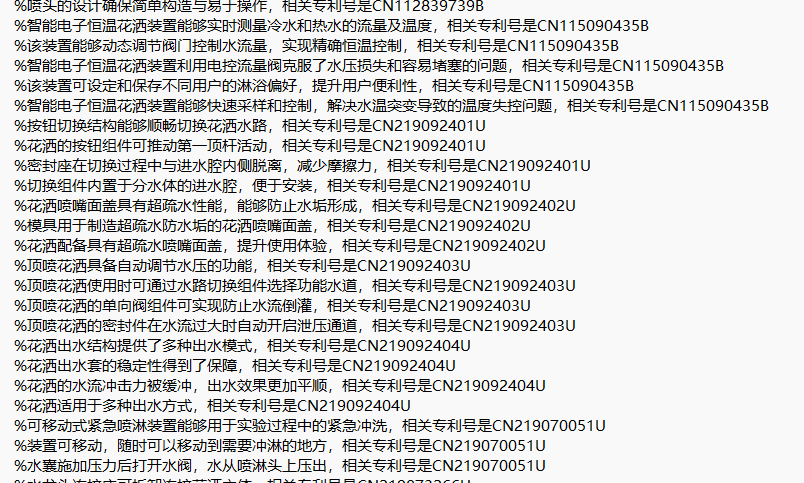 %喷头的设计确保简单构造与易于操作，相关专利号是CN112839739B
%智能电子恒温花洒装置能够实时测量冷水和热水的流量及温度，相关专利号是CN115090435B
%该装置能够动态调节阀门控制水流量，实现精确恒温控制，相关专利号是CN115090435B
%智能电子恒温花洒装置利用电控流量阀克服了水压损失和容易堵塞的问题，相关专利号是CN115090435B
%该装置可设定和保存不同用户的淋浴偏好，提升用户便利性，相关专利号是CN115090435B
%智能电子恒温花洒装置能够快速采样和控制，解决水温突变导致的温度失控问题，相关专利号是CN115090435B
%按钮切换结构能够顺畅切换花洒水路，相关专利号是CN219092401U
%花洒的按钮组件可推动第一顶杆活动，相关专利号是CN219092401U
%密封座在切换过程中与进水腔内侧脱离，减少摩擦力，相关专利号是CN219092401U
%切换组件内置于分水体的进水腔，便于安装，相关专利号是CN219092401U
%花洒喷嘴面盖具有超疏水性能，能够防止水垢形成，相关专利号是CN219092402U
%模具用于制造超疏水防水垢的花洒喷嘴面盖，相关专利号是CN219092402U
%花洒配备具有超疏水喷嘴面盖，提升使用体验，相关专利号是CN219092402U
%顶喷花洒具备自动调节水压的功能，相关专利号是CN219092403U
%顶喷花洒使用时可通过水路切换组件选择功能水道，相关专利号是CN219092403U
%顶喷花洒的单向阀组件可实现防止水流倒灌，相关专利号是CN219092403U
%顶喷花洒的密封件在水流过大时自动开启泄压通道，相关专利号是CN219092403U
%花洒出水结构提供了多种出水模式，相关专利号是CN219092404U
%花洒出水套的稳定性得到了保障，相关专利号是CN219092404U
%花洒的水流冲击力被缓冲，出水效果更加平顺，相关专利号是CN219092404U
%花洒适用于多种出水方式，相关专利号是CN219092404U
%可移动式紧急喷淋装置能够用于实验过程中的紧急冲洗，相关专利号是CN219070051U
%装置可移动，随时可以移动到需要冲淋的地方，相关专利号是CN219070051U
%水囊施加压力后打开水阀，水从喷淋头上压出，相关专利号是CN219070051U